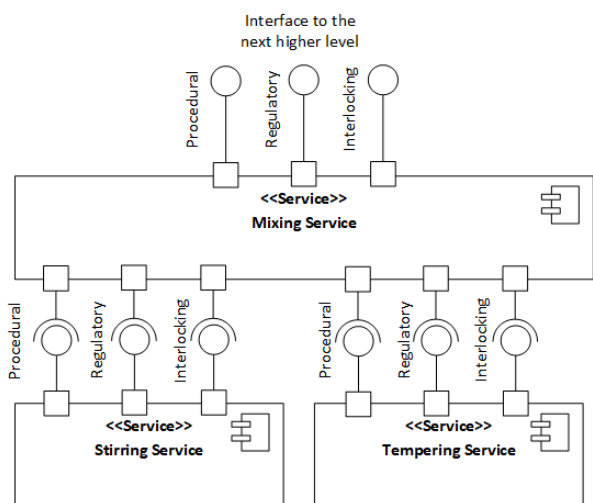 Interface to the
next higher level
Procedural
Regulatory
Interlocking
<<Service>>
Mixing Service
Procedural
Regulatory
Interlocking
Procedural
Regulatory
Interlocking
<<Service>>
Stirring Service
<<Service>>
Tempering Service